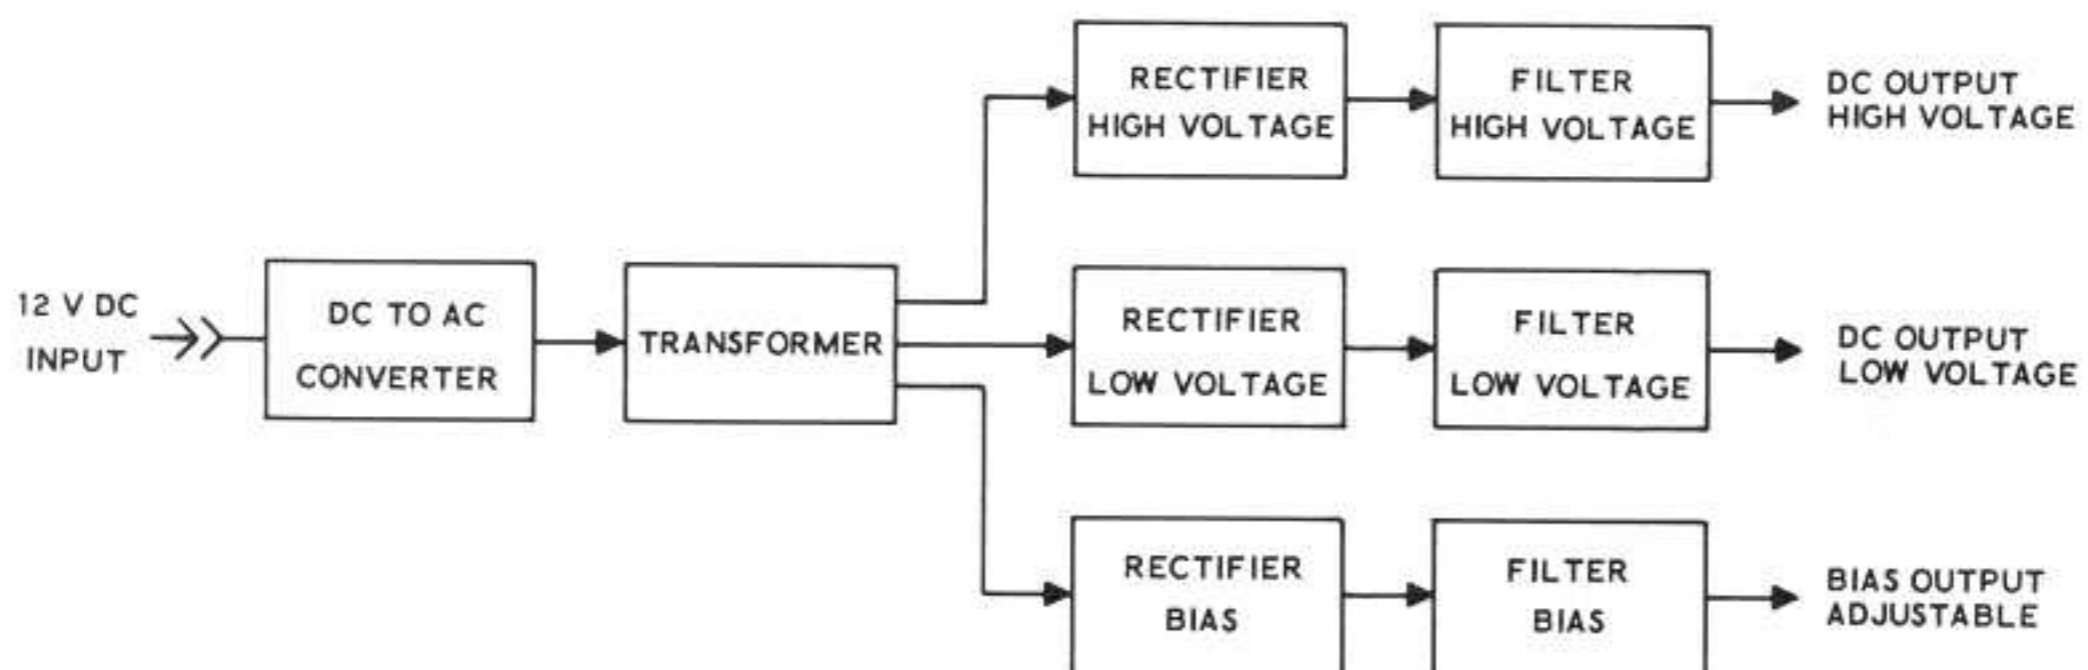 12 V DC
INPUT
DC TO AC
CONVERTER
TRANSFORMER
RECTIFIER
HIGH VOLTAGE
FILTER
HIGH VOLTAGE
DC OUTPUT
HIGH VOLTAGE
RECTIFIER
LOW VOLTAGE
FILTER
LOW VOLTAGE
DC OUTPUT
LOW VOLTAGE
RECTIFIER
BIAS
FILTER
BIAS
BIAS OUTPUT
ADJUSTABLE